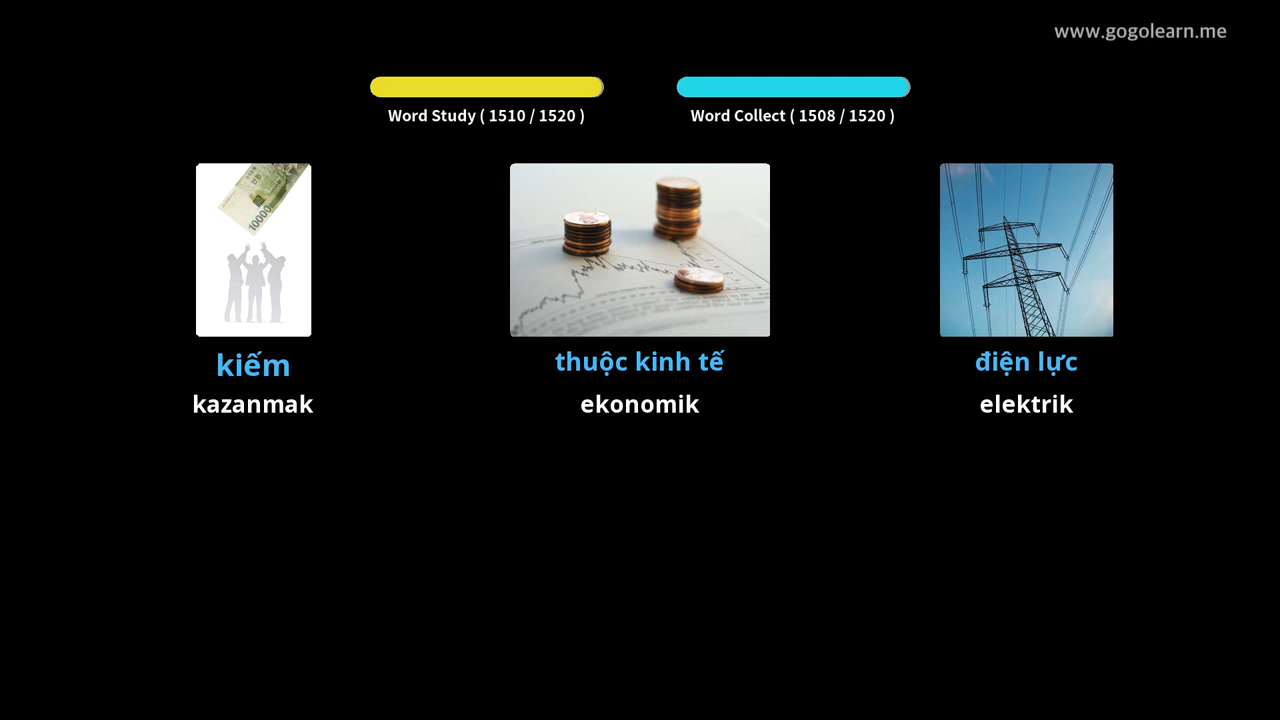 www.gogolearn.me
Word Study ( 1510 / 1520 )
Word Collect ( 1508 / 1520 )
10000
kiếm
thuộc kinh tế
điện lực
kazanmak
ekonomik
elektrik